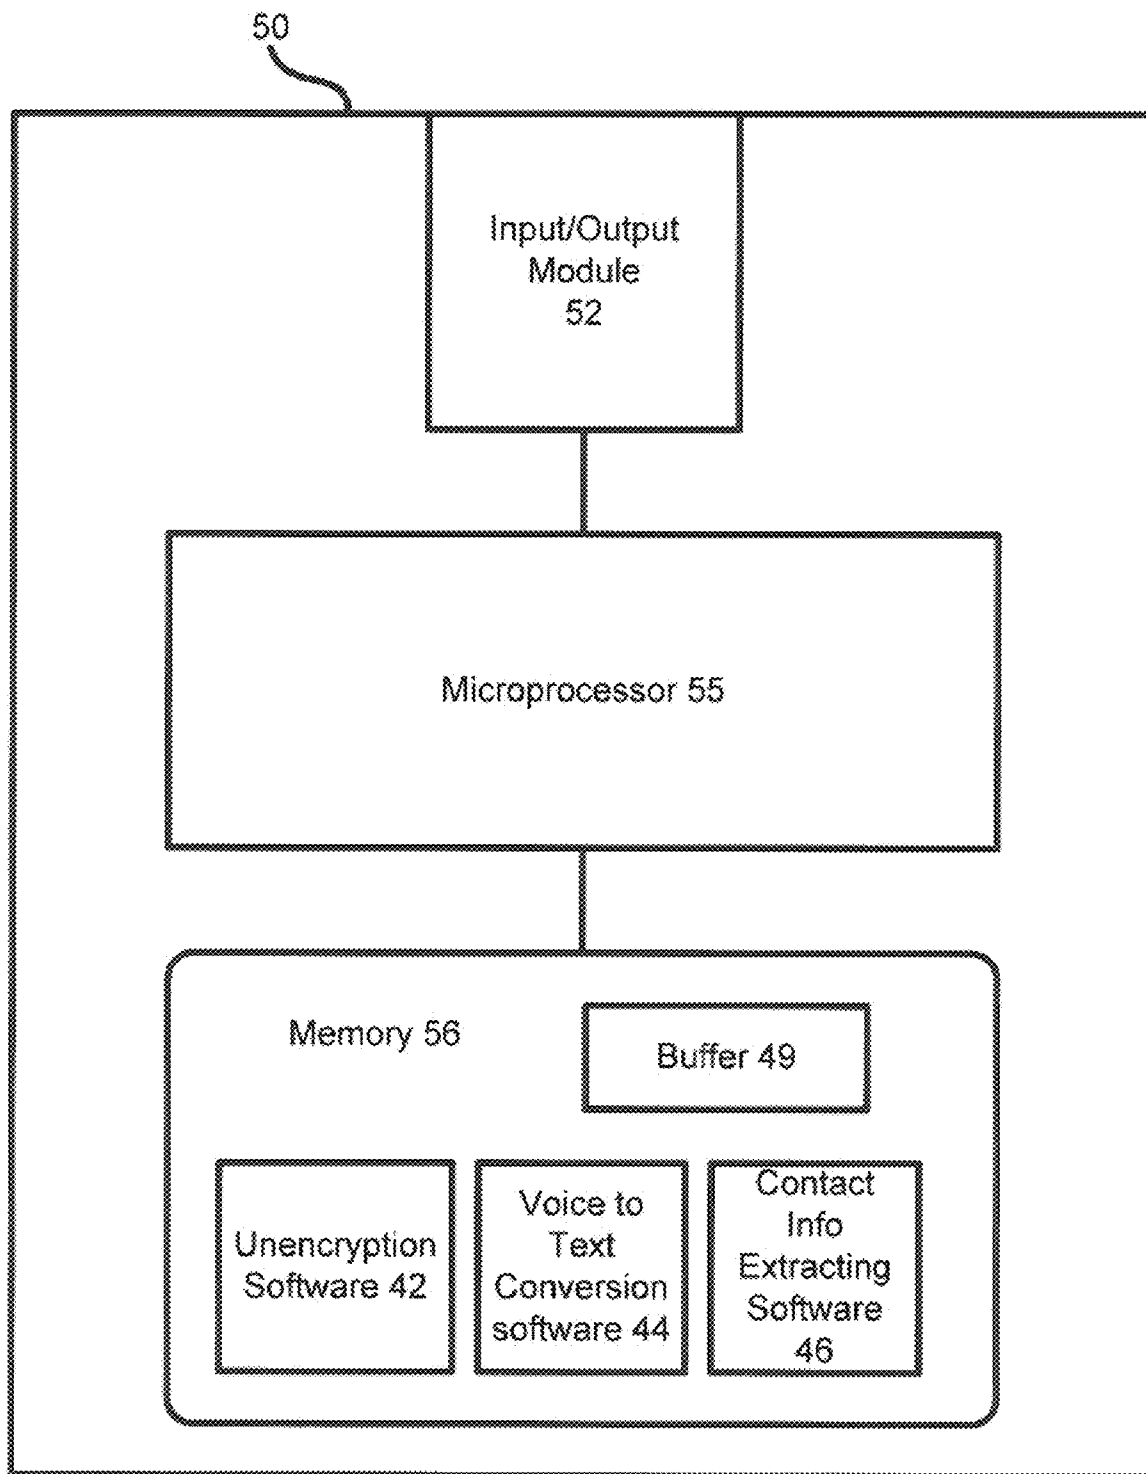 50
Input/Output
Module
52
Microprocessor 55
Memory 56
Buffer 49
Unencryption
Software 42
Voice to
Text
Conversion
software 44
Contact
Info
Extracting
Software
46